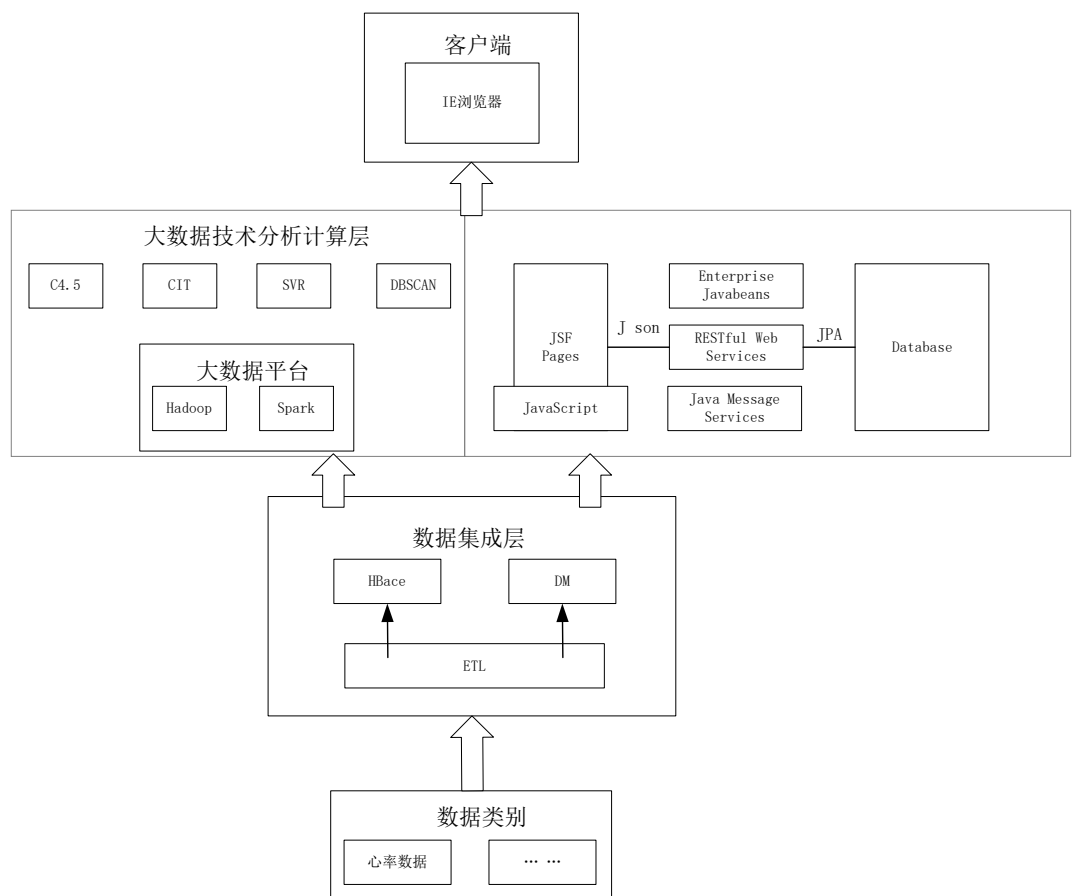 客户端
IE浏览器
大数据技术分析计算层
C4.5
CIT
SVR
DBSCAN
大数据平台
Hadoop
Spark
JSF
Pages
JavaScript
J son
Enterprise
Javabeans
RESTful Web
Services
Java Message
Services
JPA
Database
数据集成层
HBace
DM
ETL
数据类别
心率数据
… …